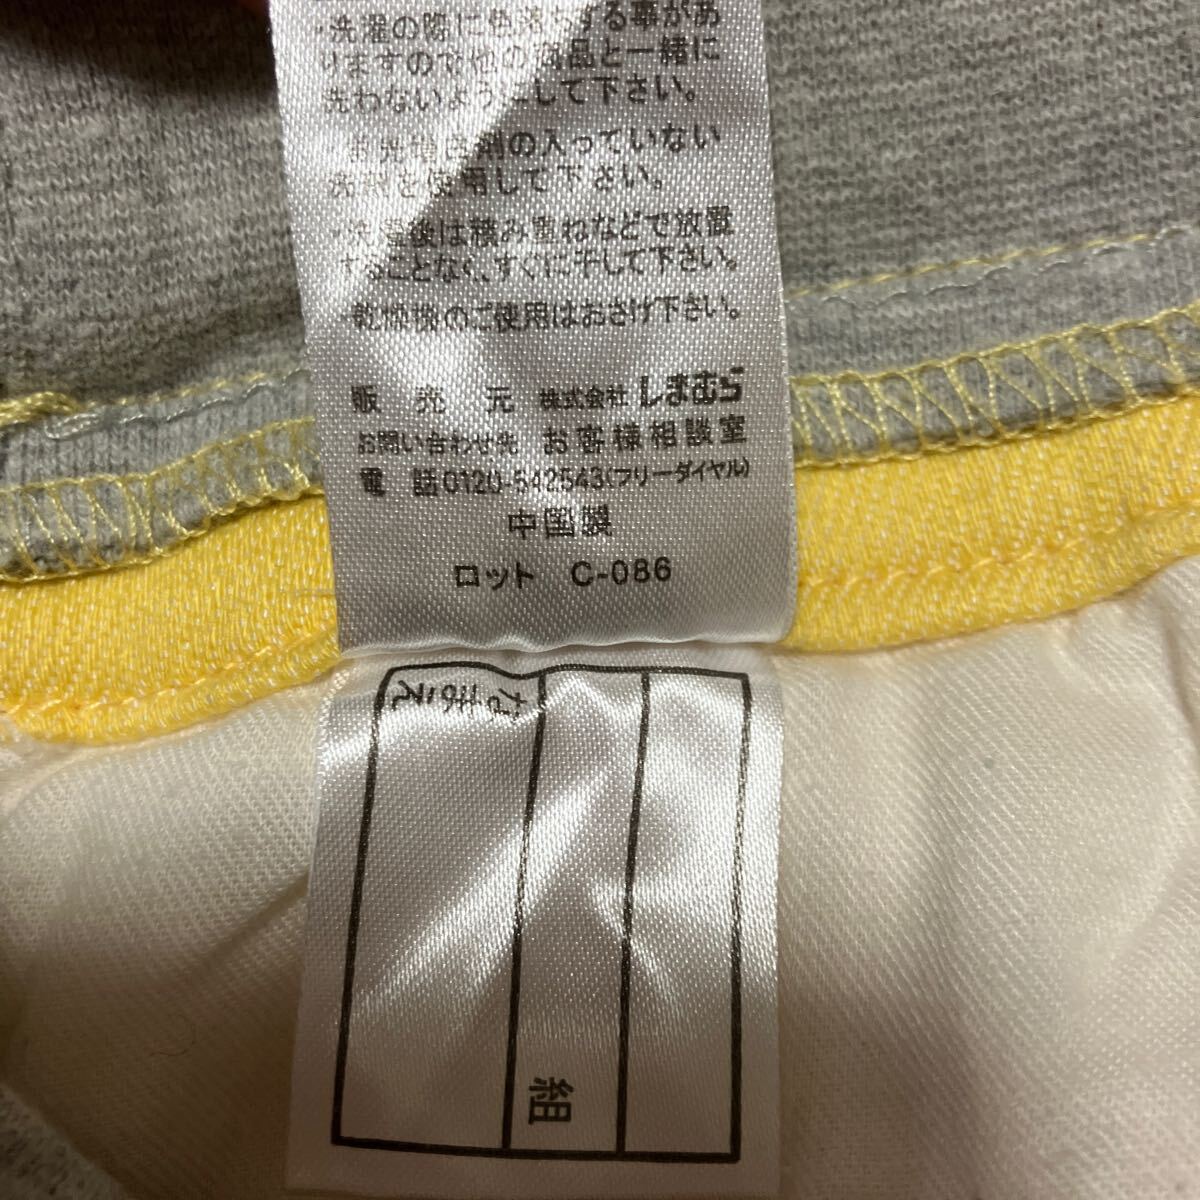 ・洗濯の際に色落ちする事があ
りますので他の商品と一緒に
洗わないようにして下さい。
・蛍光増白剤の入っていない
洗剤を使用して下さい。
・洗濯後は積み重ねなどで放置
することなく、すぐに干して下さい。
乾燥機のご使用はおさけ下さい。
販売元 株式会社しまむら
お問い合わせ先 お客様相談室
電話0120-542543(フリーダイヤル)
中国製
ロット C-086
なまえ
組